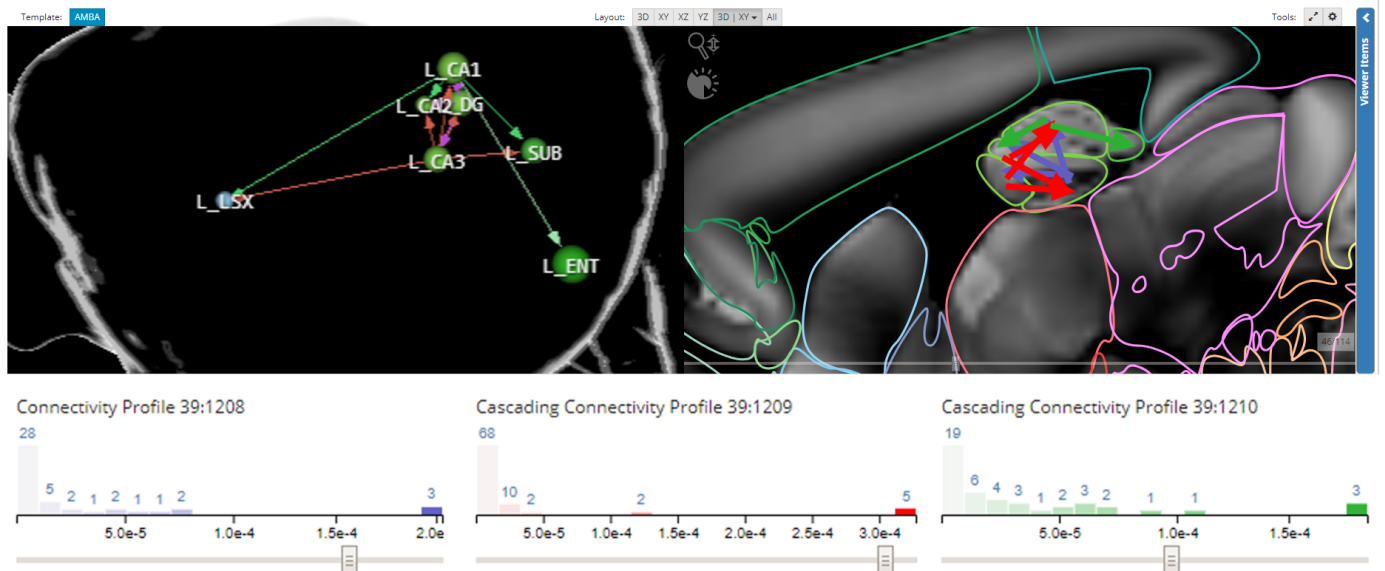 Template: AMBA Layout: 3D XY XZ YZ 3D | XY All Tools:
Viewer Items
L_CA1
L_CA2 DG
L_SUB
L_CA3
L_LSX
L_ENT
46/114
Connectivity Profile 39:1208
28
5 2 1 2 1 1 2 3
5.0e-5 1.0e-4 1.5e-4 2.0e
Cascading Connectivity Profile 39:1209
68
10 2 2 5
5.0e-5 1.0e-4 1.5e-4 2.0e-4 2.5e-4 3.0e-4
Cascading Connectivity Profile 39:1210
19
6 4 3 1 2 3 2 1 1 3
5.0e-5 1.0e-4 1.5e-4